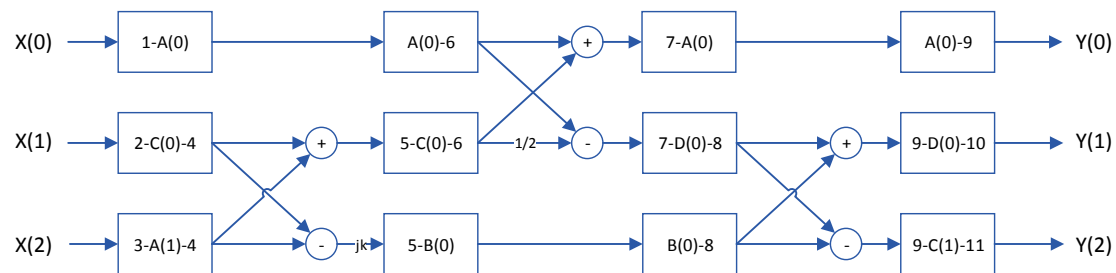 X(0) 1-A(0) A(0)-6 + 7-A(0) A(0)-9 Y(0)
X(1) 2-C(0)-4 + 5-C(0)-6 1/2 - 7-D(0)-8 + 9-D(0)-10 Y(1)
X(2) 3-A(1)-4 - jk 5-B(0) B(0)-8 - 9-C(1)-11 Y(2)